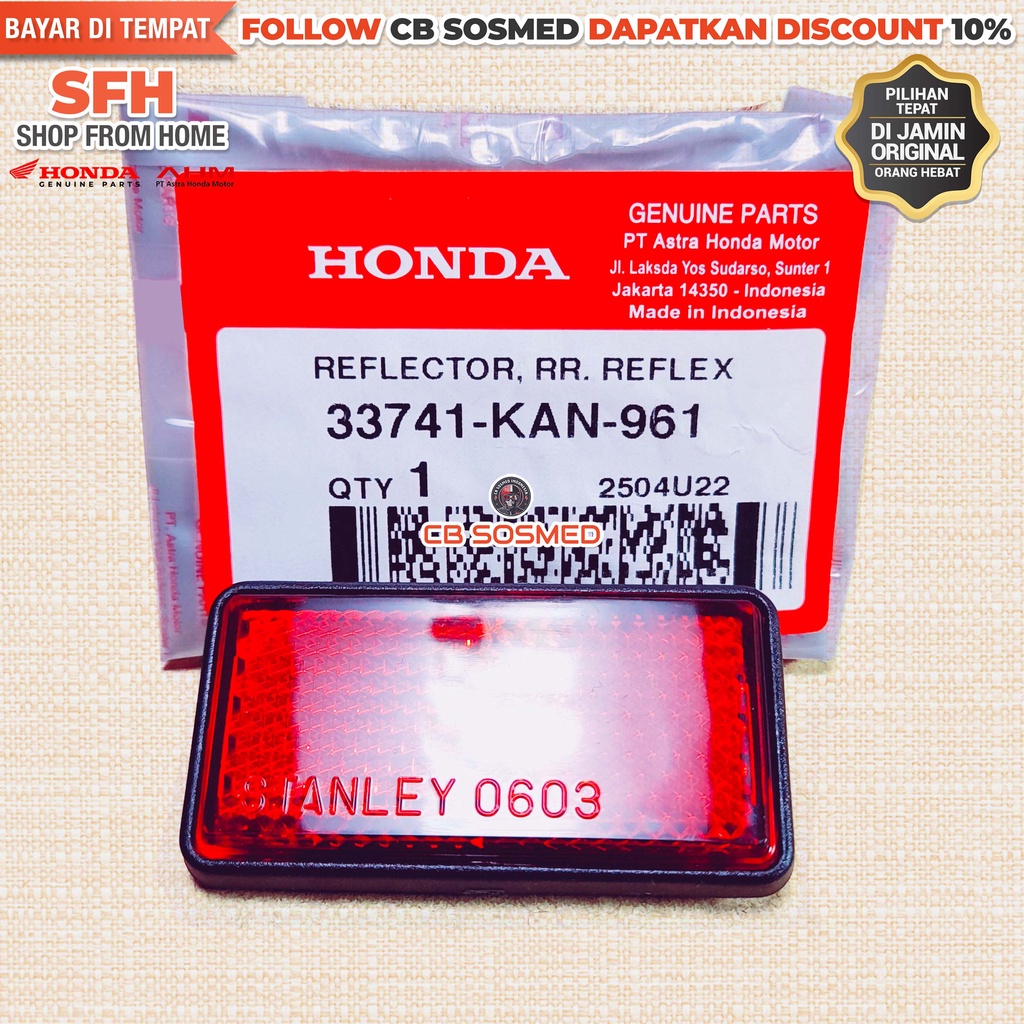 BAYAR DI TEMPAT
FOLLOW CB SOSMED DAPATKAN DISCOUNT 10%
SFH
SHOP FROM HOME
HONDA
GENUINE PARTS
AHM
PT Astra Honda Motor
PILIHAN
TEPAT
DI JAMIN
ORIGINAL
ORANG HEBAT
HONDA
GENUINE PARTS
PT Astra Honda Motor
Jl. Laksda Yos Sudarso, Sunter 1
Jakarta 14350 - Indonesia
Made in Indonesia
REFLECTOR, RR. REFLEX
33741-KAN-961
QTY 1
2504U22
CB SOSMED
STANLEY 0603